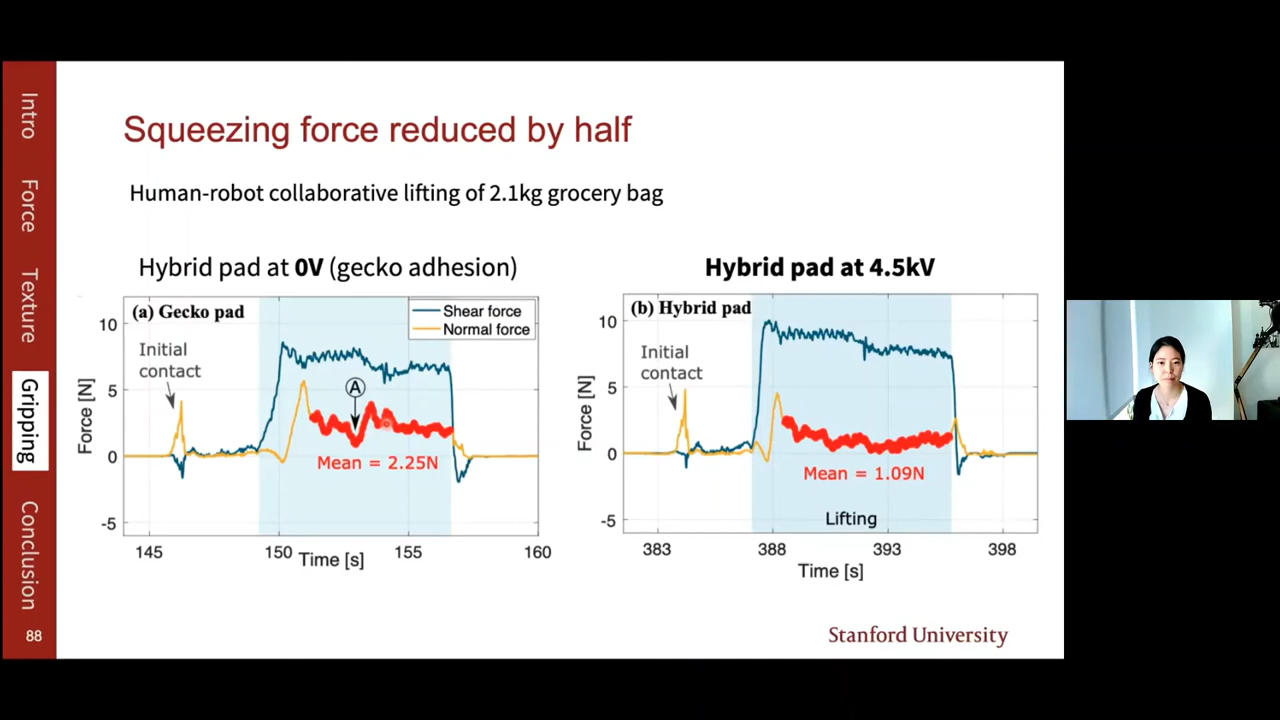 Intro
Force
Texture
Gripping
Conclusion
88
Squeezing force reduced by half
Human-robot collaborative lifting of 2.1kg grocery bag
Hybrid pad at 0V (gecko adhesion)
(a) Gecko pad
Shear force
Normal force
Initial
contact
A
Mean = 2.25N
Force [N]
10
5
0
-5
145
150
155
160
Time [s]
Hybrid pad at 4.5kV
(b) Hybrid pad
Initial
contact
Mean = 1.09N
Lifting
Force [N]
10
5
0
-5
383
388
393
398
Time [s]
Stanford University